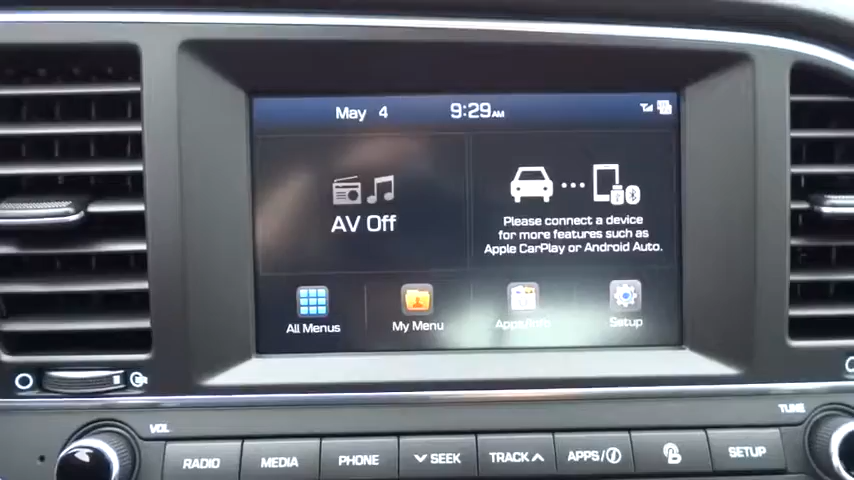 May 4 9:29 AM
AV Off
Please connect a device
for more features such as
Apple CarPlay or Android Auto.
All Menus
My Menu
Apps/Info
Setup
VOL
TUNE
RADIO
MEDIA
PHONE
SEEK
TRACK
APPS/i
SETUP